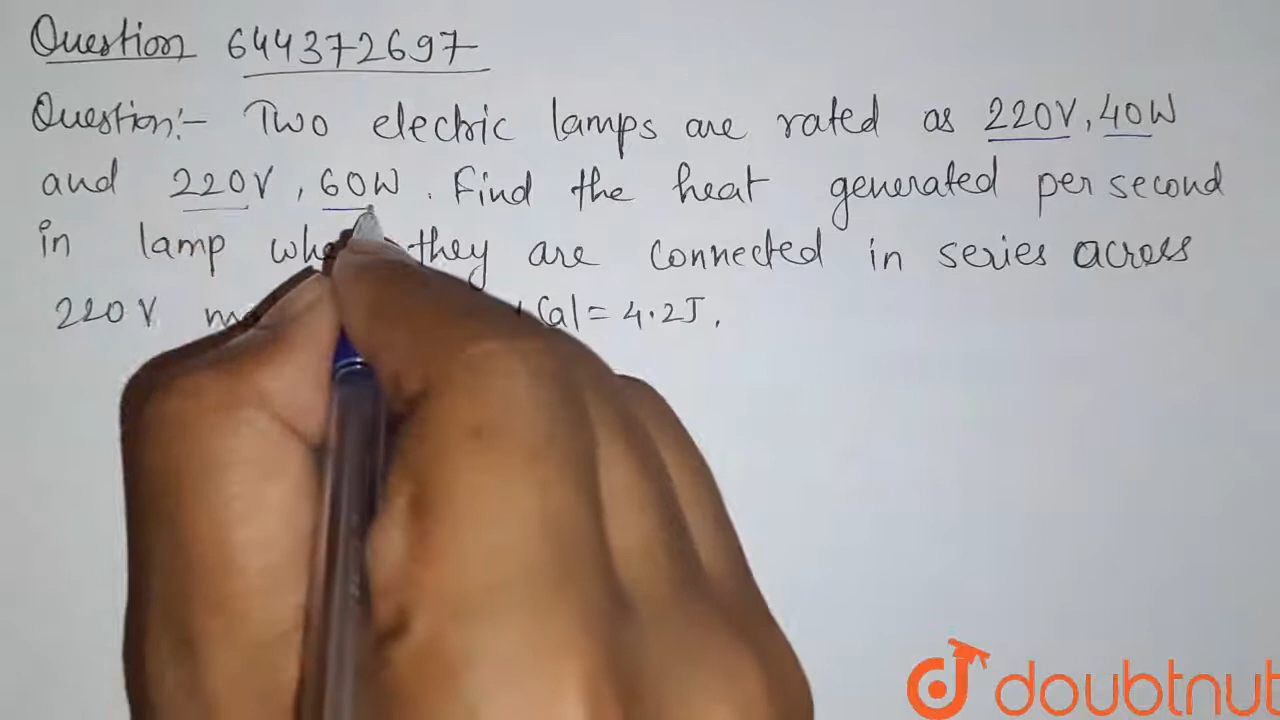 Question 644372697
Question:- Two electric lamps are rated as 220V, 40W
and 220V, 60W. Find the heat generated per second
in lamp they are connected in series across
220V Cal = 4.2J.
doubtnut